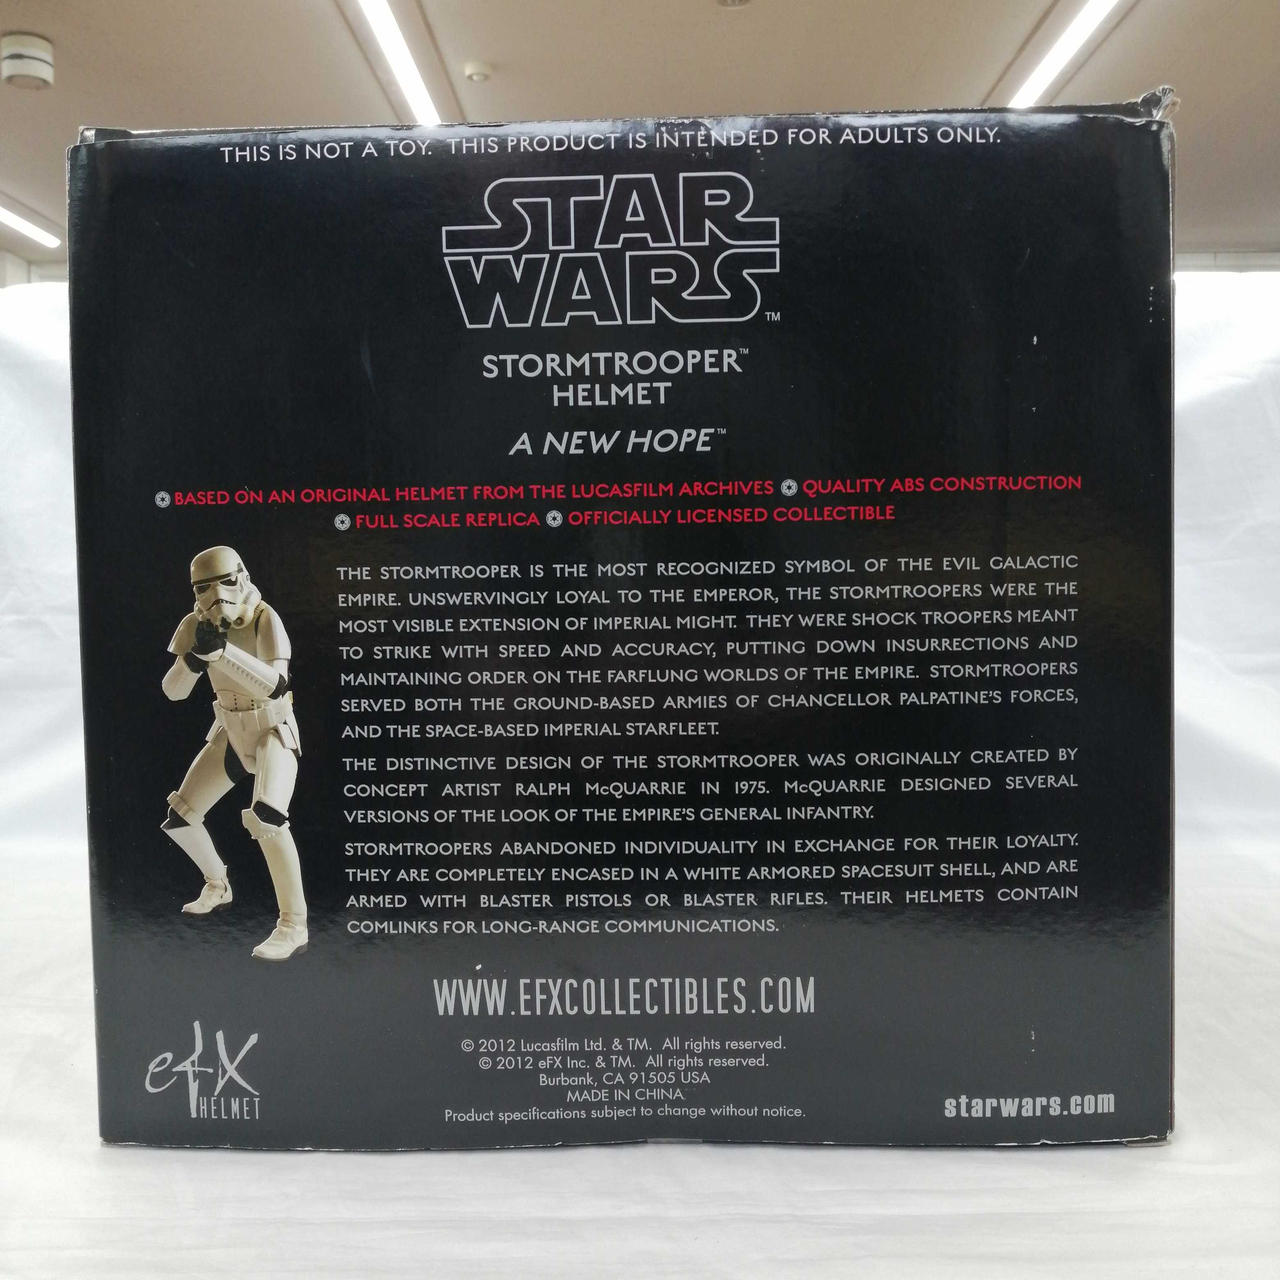 THIS IS NOT A TOY. THIS PRODUCT IS INTENDED FOR ADULTS ONLY.
STAR
WARS™
STORMTROOPER™
HELMET
A NEW HOPE™
BASED ON AN ORIGINAL HELMET FROM THE LUCASFILM ARCHIVES QUALITY ABS CONSTRUCTION
FULL SCALE REPLICA OFFICIALLY LICENSED COLLECTIBLE
THE STORMTROOPER IS THE MOST RECOGNIZED SYMBOL OF THE EVIL GALACTIC
EMPIRE. UNSWERVINGLY LOYAL TO THE EMPEROR, THE STORMTROOPERS WERE THE
MOST VISIBLE EXTENSION OF IMPERIAL MIGHT. THEY WERE SHOCK TROOPERS MEANT
TO STRIKE WITH SPEED AND ACCURACY, PUTTING DOWN INSURRECTIONS AND
MAINTAINING ORDER ON THE FARFLUNG WORLDS OF THE EMPIRE. STORMTROOPERS
SERVED BOTH THE GROUND-BASED ARMIES OF CHANCELLOR PALPATINE'S FORCES,
AND THE SPACE-BASED IMPERIAL STARFLEET.
THE DISTINCTIVE DESIGN OF THE STORMTROOPER WAS ORIGINALLY CREATED BY
CONCEPT ARTIST RALPH McQUARRIE IN 1975. McQUARRIE DESIGNED SEVERAL
VERSIONS OF THE LOOK OF THE EMPIRE'S GENERAL INFANTRY.
STORMTROOPERS ABANDONED INDIVIDUALITY IN EXCHANGE FOR THEIR LOYALTY.
THEY ARE COMPLETELY ENCASED IN A WHITE ARMORED SPACESUIT SHELL, AND ARE
ARMED WITH BLASTER PISTOLS OR BLASTER RIFLES. THEIR HELMETS CONTAIN
COMLINKS FOR LONG-RANGE COMMUNICATIONS.
WWW.EFXCOLLECTIBLES.COM
© 2012 Lucasfilm Ltd. & TM. All rights reserved.
© 2012 eFX Inc. & TM. All rights reserved.
Burbank, CA 91505 USA
MADE IN CHINA
Product specifications subject to change without notice.
eFX
HELMET
starwars.com